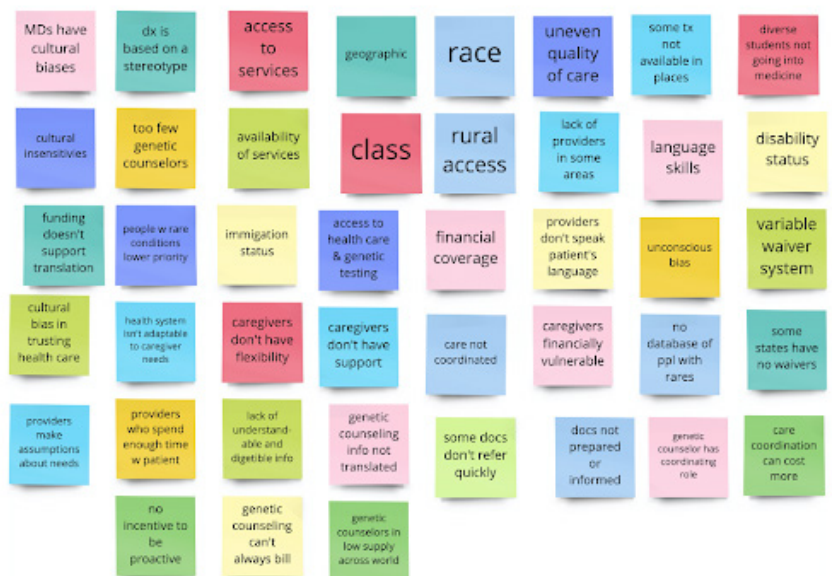 MDs have
cultural
biases
dx is
based on a
stereotype
access
to
services
geographic
race
uneven
quality
of care
some tx
not
available in
places
diverse
students not
going into
medicine
cultural
insensitivies
too few
genetic
counselors
availability
of services
class
rural
access
lack of
providers
in some
areas
language
skills
disability
status
funding
doesn't
support
translation
people w rare
conditions
lower priority
immigation
status
access to
health care
& genetic
testing
financial
coverage
providers
don't speak
patient's
language
unconscious
bias
variable
waiver
system
cultural
bias in
trusting
health care
health system
isn't adaptable
to caregiver
needs
caregivers
don't have
flexibility
caregivers
don't have
support
care not
coordinated
caregivers
financially
vulnerable
no
database of
ppl with
rares
some
states have
no waivers
providers
make
assumptions
about needs
providers
who spend
enough time
w patient
lack of
understand-
able and
digetible info
genetic
counseling
info not
translated
some docs
don't refer
quickly
docs not
prepared
or
informed
genetic
counselor has
coordinating
role
care
coordination
can cost
more
no
incentive to
be
proactive
genetic
counseling
can't
always bill
genetic
counselors in
low supply
across world